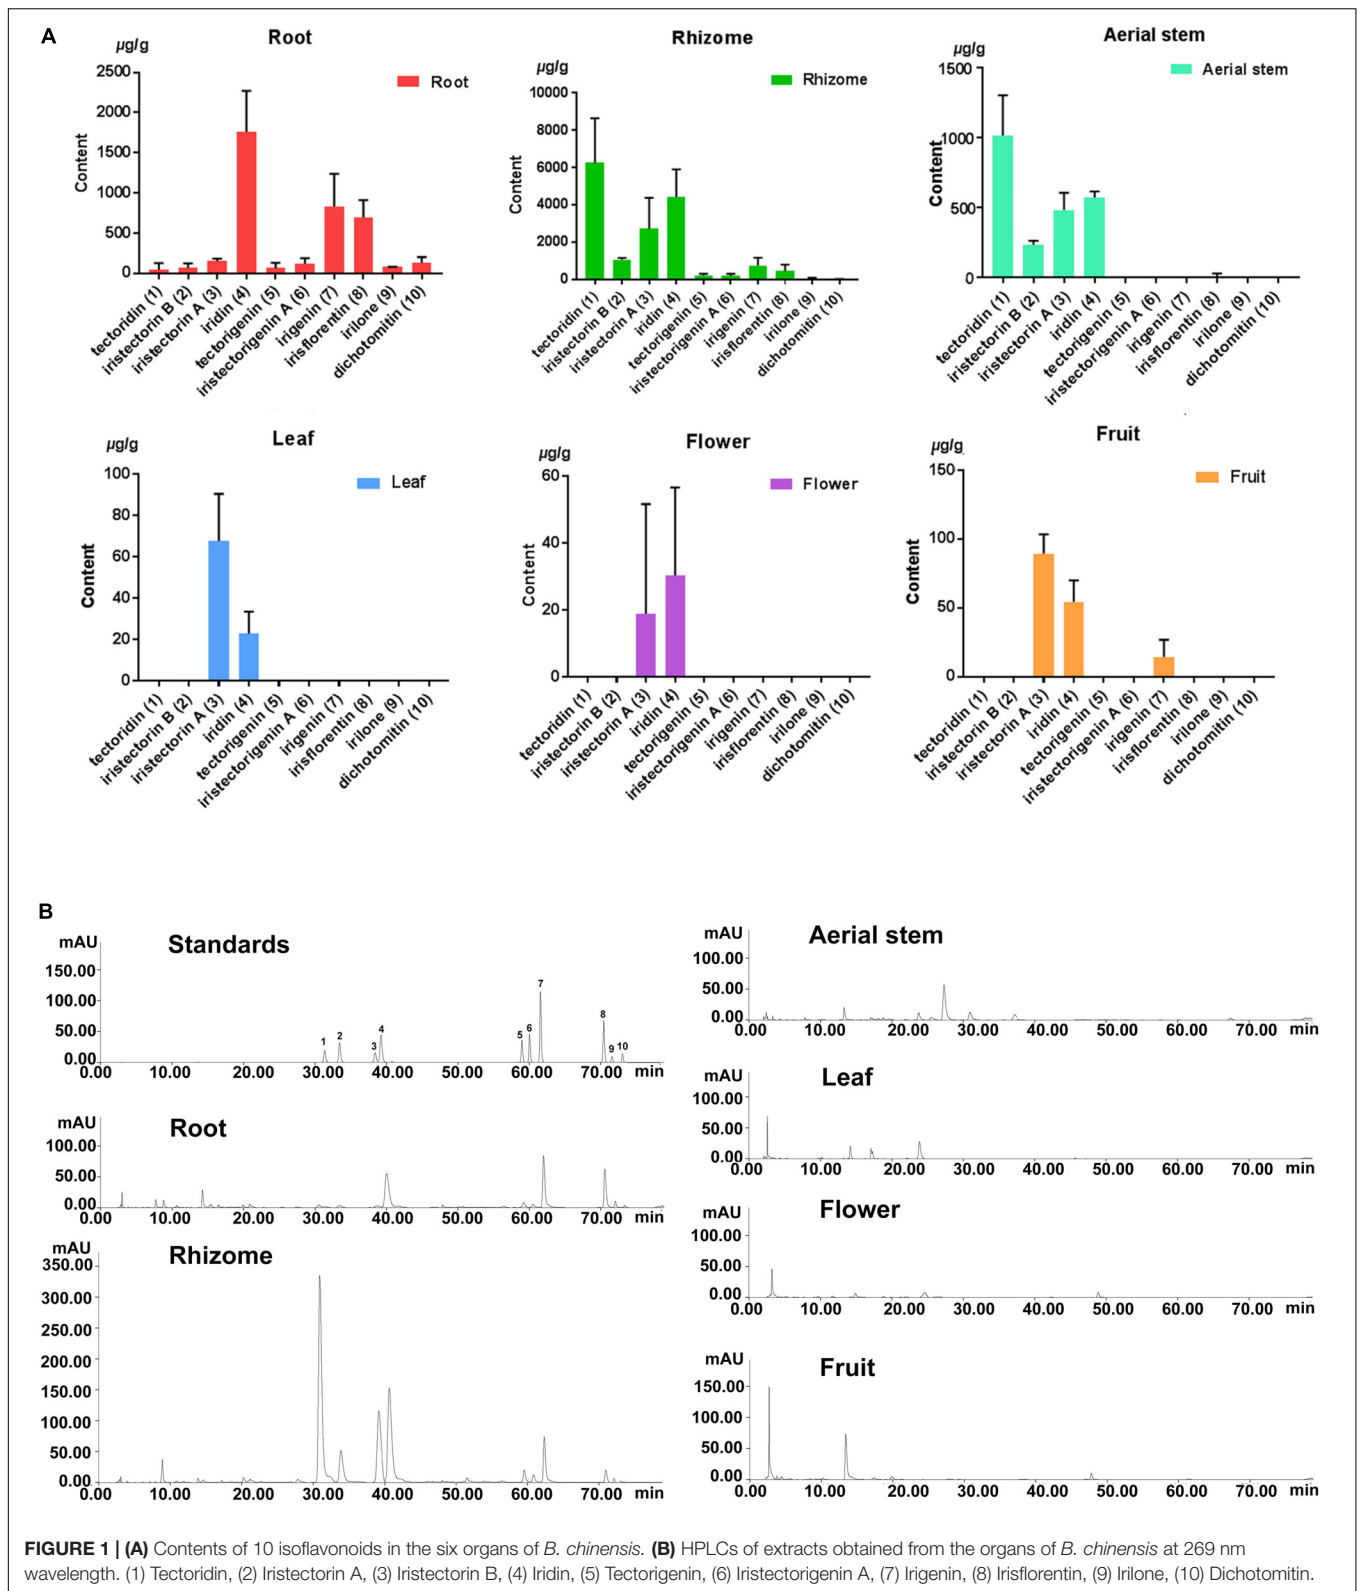 A
Root
µg/g
Root
Content
2500
2000
1500
1000
500
0
tectoridin (1)
iristectorin B (2)
iristectorin A (3)
iridin (4)
tectorigenin (5)
iristectorigenin A (6)
irigenin (7)
irisflorentin (8)
irilone (9)
dichotomitin (10)
Rhizome
µg/g
Rhizome
Content
10000
8000
6000
4000
2000
0
tectoridin (1)
iristectorin B (2)
iristectorin A (3)
iridin (4)
tectorigenin (5)
iristectorigenin A (6)
irigenin (7)
irisflorentin (8)
irilone (9)
dichotomitin (10)
Aerial stem
µg/g
Aerial stem
Content
1500
1000
500
0
tectoridin (1)
iristectorin B (2)
iristectorin A (3)
iridin (4)
tectorigenin (5)
iristectorigenin A (6)
irigenin (7)
irisflorentin (8)
irilone (9)
dichotomitin (10)
Leaf
µg/g
Leaf
Content
100
80
60
40
20
0
tectoridin (1)
iristectorin B (2)
iristectorin A (3)
iridin (4)
tectorigenin (5)
iristectorigenin A (6)
irigenin (7)
irisflorentin (8)
irilone (9)
dichotomitin (10)
Flower
µg/g
Flower
Content
60
40
20
0
tectoridin (1)
iristectorin B (2)
iristectorin A (3)
iridin (4)
tectorigenin (5)
iristectorigenin A (6)
irigenin (7)
irisflorentin (8)
irilone (9)
dichotomitin (10)
Fruit
µg/g
Fruit
Content
150
100
50
0
tectoridin (1)
iristectorin B (2)
iristectorin A (3)
iridin (4)
tectorigenin (5)
iristectorigenin A (6)
irigenin (7)
irisflorentin (8)
irilone (9)
dichotomitin (10)
B
mAU
Standards
150.00
100.00
50.00
0.00
1 2 3 4 5 6 7 8 9 10
0.00 10.00 20.00 30.00 40.00 50.00 60.00 70.00 min
mAU
Root
100.00
50.00
0.00
0.00 10.00 20.00 30.00 40.00 50.00 60.00 70.00 min
mAU
Rhizome
350.00
300.00
250.00
200.00
150.00
100.00
50.00
0.00
0.00 10.00 20.00 30.00 40.00 50.00 60.00 70.00 min
mAU
Aerial stem
100.00
50.00
0.00
0.00 10.00 20.00 30.00 40.00 50.00 60.00 70.00 min
mAU
Leaf
100.00
50.00
0.00
0.00 10.00 20.00 30.00 40.00 50.00 60.00 70.00 min
mAU
Flower
100.00
50.00
0.00
0.00 10.00 20.00 30.00 40.00 50.00 60.00 70.00 min
mAU
Fruit
150.00
100.00
50.00
0.00
0.00 10.00 20.00 30.00 40.00 50.00 60.00 70.00 min
FIGURE 1 | (A) Contents of 10 isoflavonoids in the six organs of B. chinensis. (B) HPLCs of extracts obtained from the organs of B. chinensis at 269 nm
wavelength. (1) Tectoridin, (2) Iristectorin A, (3) Iristectorin B, (4) Iridin, (5) Tectorigenin, (6) Iristectorigenin A, (7) Irigenin, (8) Irisflorentin, (9) Irilone, (10) Dichotomitin.